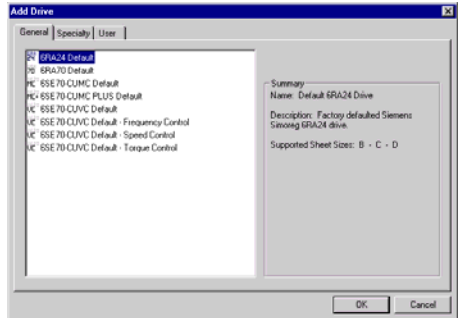 Add Drive
General Specialty User
6RA24 Default
6RA70 Default
6SE70-CUMC Default
6SE70-CUMC PLUS Default
6SE70-CUVC Default
6SE70-CUVC Default - Frequency Control
6SE70-CUVC Default - Speed Control
6SE70-CUVC Default - Torque Control
Summary
Name: Default 6RA24 Drive
Description: Factory defaulted Siemens
Simoreg 6RA24 drive.
Supported Sheet Sizes: B - C - D
OK
Cancel